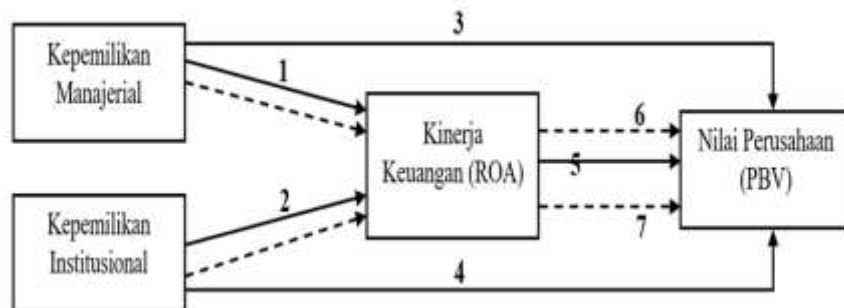 3
Kepemilikan
Manajerial
1
Kinerja
Keuangan (ROA)
6
5
7
Nilai Perusahaan
(PBV)
2
Kepemilikan
Institusional
4